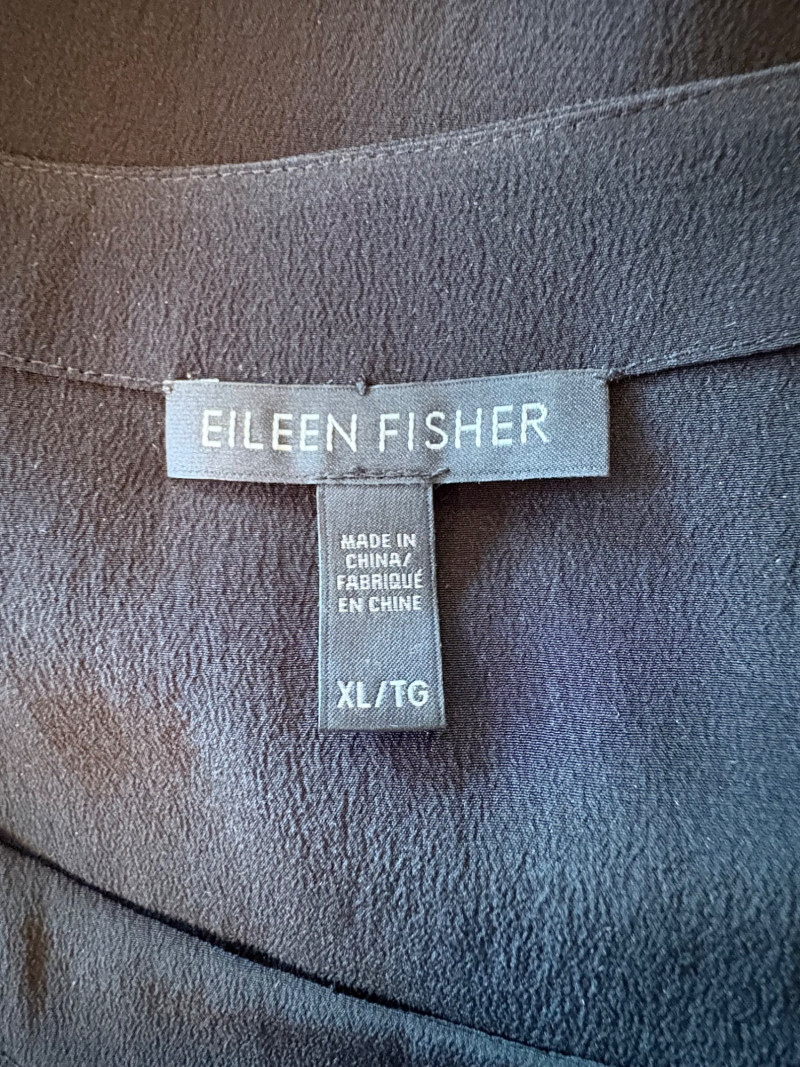 EILEEN FISHER
MADE IN
CHINA/
FABRIQUÉ
EN CHINE
XL/TG